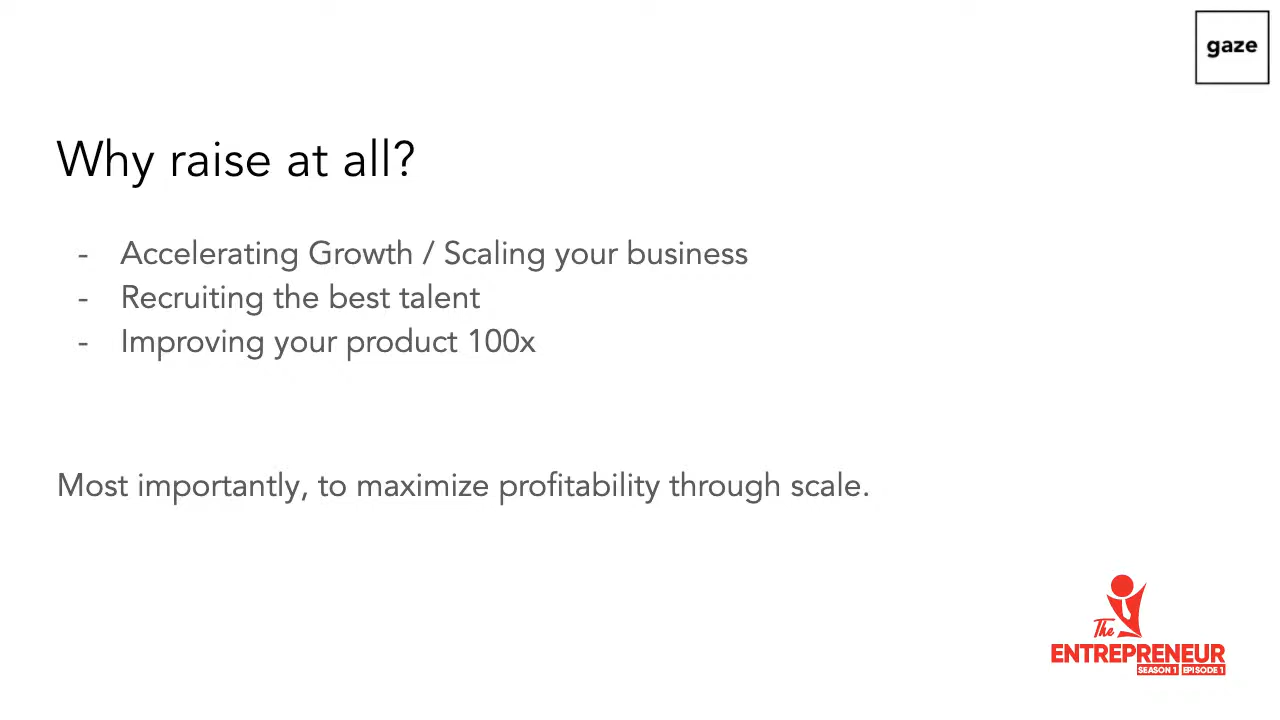 gaze
Why raise at all?
- Accelerating Growth / Scaling your business
- Recruiting the best talent
- Improving your product 100x
Most importantly, to maximize profitability through scale.
The
ENTREPRENEUR
SEASON 1 EPISODE 1